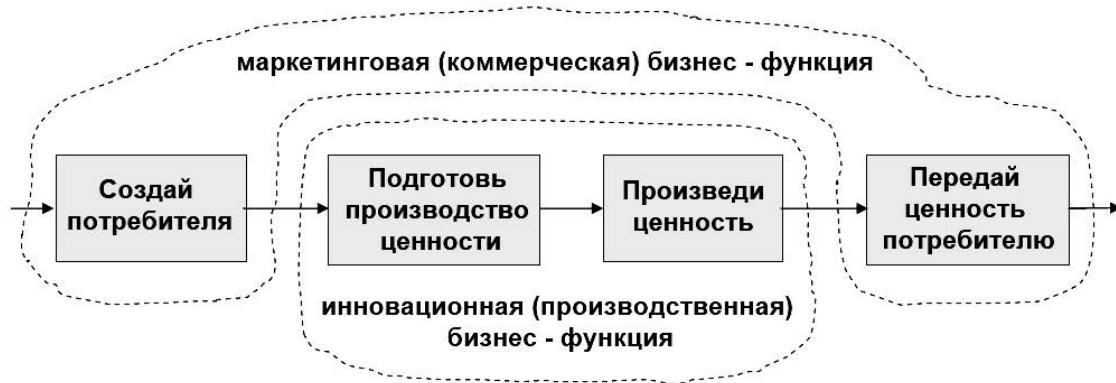 маркетинговая (коммерческая) бизнес - функция
Создай
потребителя
Подготовь
производство
ценности
Произведи
ценность
Передай
ценность
потребителю
инновационная (производственная)
бизнес - функция